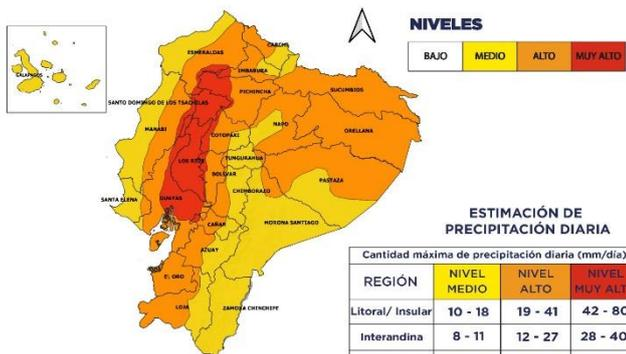 NIVELES
BAJO MEDIO ALTO MUY ALTO
GALÁPAGOS
ESMERALDAS
CARCHI
IMBABURA
SANTO DOMINGO DE LOS TSÁCHILAS
PICHINCHA
SUCUMBIOS
MANABI
COTOPAXI
NAPO
ORELLANA
LOS RIOS
TUNGURAHUA
BOLIVAR
PASTAZA
SANTA ELENA
GUAYAS
CHIMBORAZO
MORONA SANTIAGO
CAÑAR
AZUAY
EL ORO
LOJA
ZAMORA CHINCHIPE
ESTIMACIÓN DE
PRECIPITACIÓN DIARIA
Cantidad máxima de precipitación diaria (mm/día)
REGIÓN NIVEL MEDIO NIVEL ALTO NIVEL MUY ALT
Litoral/ Insular 10 - 18 19 - 41 42 - 80
Interandina 8 - 11 12 - 27 28 - 40